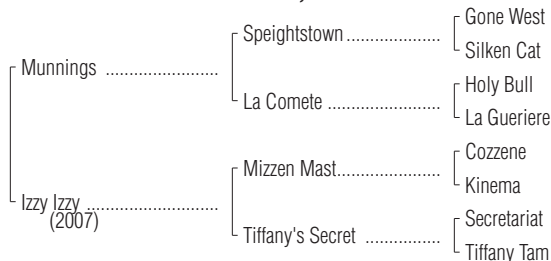 Gone West
Speightstown
Silken Cat
Munnings
Holy Bull
La Comete
La Gueriere
Cozzene
Mizzen Mast
Kinema
Izzy Izzy
(2007)
Secretariat
Tiffany's Secret
Tiffany Tam